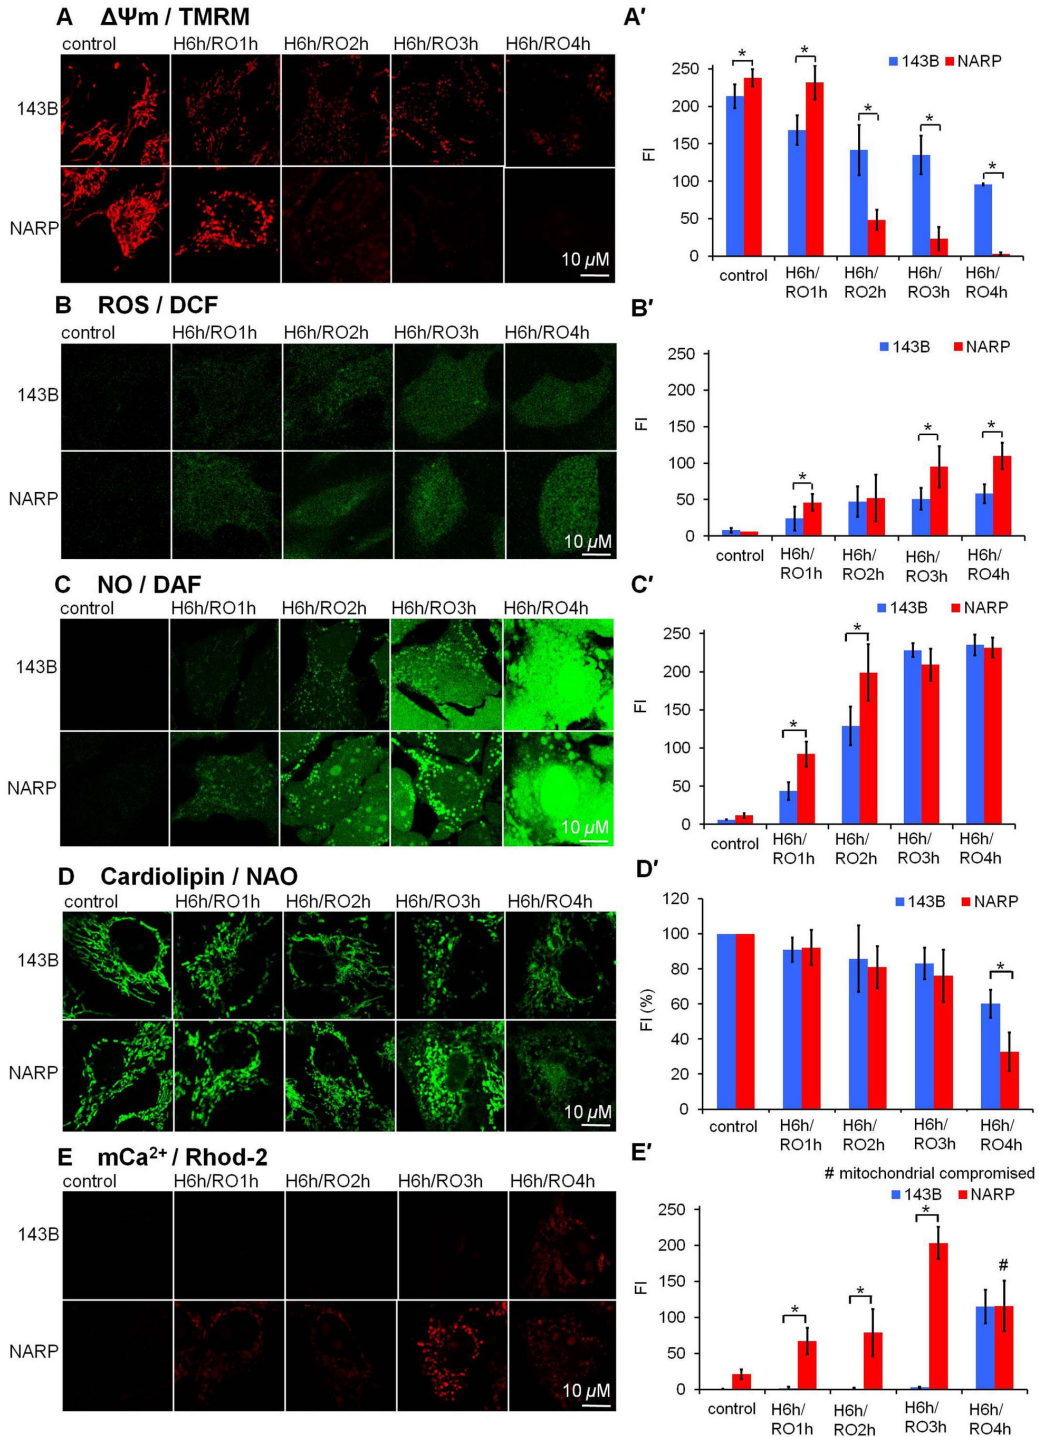 A ΔΨm / TMRM
control H6h/RO1h H6h/RO2h H6h/RO3h H6h/RO4h
143B
NARP
10 µM
A′
143B NARP
*
*
*
*
*
250
200
150
100
50
0
FI
control H6h/RO1h H6h/RO2h H6h/RO3h H6h/RO4h
B ROS / DCF
control H6h/RO1h H6h/RO2h H6h/RO3h H6h/RO4h
143B
NARP
10 µM
B′
143B NARP
*
*
*
250
200
150
100
50
0
FI
control H6h/RO1h H6h/RO2h H6h/RO3h H6h/RO4h
C NO / DAF
control H6h/RO1h H6h/RO2h H6h/RO3h H6h/RO4h
143B
NARP
10 µM
C′
143B NARP
*
*
250
200
150
100
50
0
FI
control H6h/RO1h H6h/RO2h H6h/RO3h H6h/RO4h
D Cardiolipin / NAO
control H6h/RO1h H6h/RO2h H6h/RO3h H6h/RO4h
143B
NARP
10 µM
D′
143B NARP
*
120
100
80
60
40
20
0
FI (%)
control H6h/RO1h H6h/RO2h H6h/RO3h H6h/RO4h
E mCa²⁺ / Rhod-2
control H6h/RO1h H6h/RO2h H6h/RO3h H6h/RO4h
143B
NARP
10 µM
E′
# mitochondrial compromised
143B NARP
*
*
*
#
250
200
150
100
50
0
FI
control H6h/RO1h H6h/RO2h H6h/RO3h H6h/RO4h